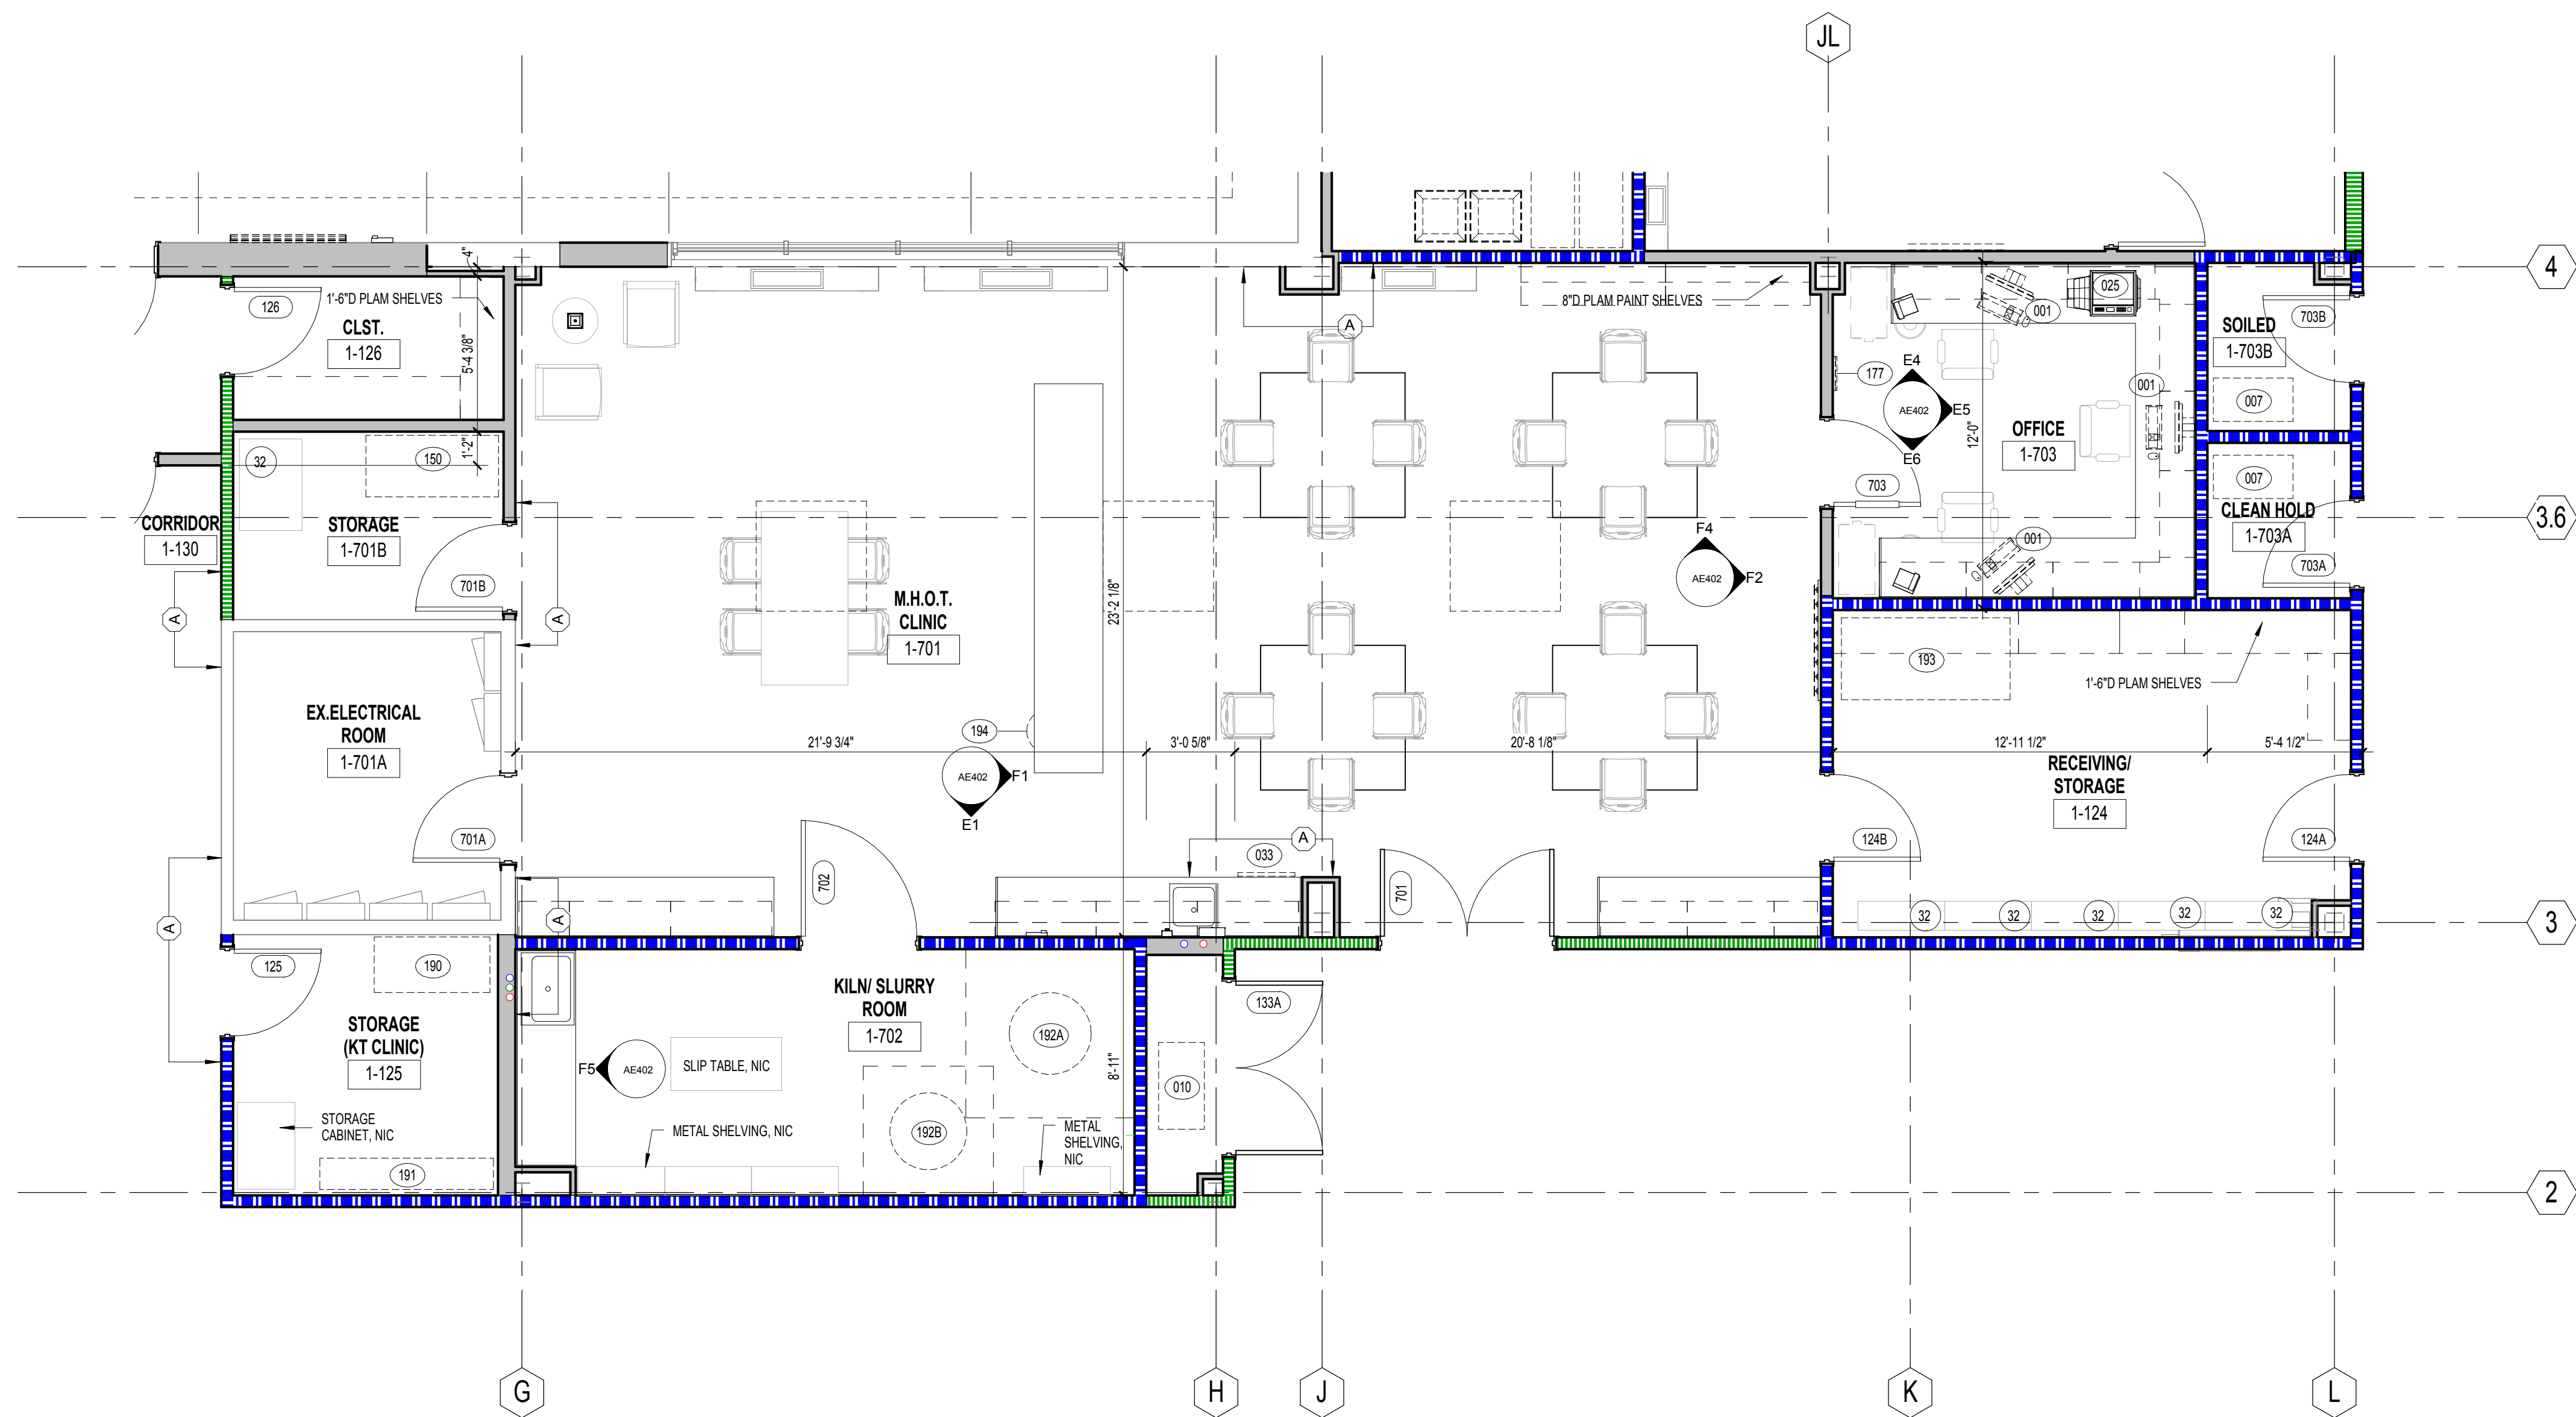 JL
4
3.6
3
2
G
H
J
K
L
4"
126
1'-6"D PLAM SHELVES
CLST.
1-126
5'-4 3/8"
1'-2"
32
150
CORRIDOR
1-130
STORAGE
1-701B
701B
A
A
EX.ELECTRICAL
ROOM
1-701A
701A
A
A
125
190
STORAGE
(KT CLINIC)
1-125
STORAGE
CABINET, NIC
191
M.H.O.T.
CLINIC
1-701
23'-2 1/8"
194
21'-9 3/4"
3'-0 5/8"
20'-8 1/8"
12'-11 1/2"
5'-4 1/2"
AE402
F1
E1
702
033
A
701
A
8"D PLAM PAINT SHELVES
F4
AE402
F2
KILN/ SLURRY
ROOM
1-702
F5
AE402
SLIP TABLE, NIC
192A
192B
8'-11"
METAL SHELVING, NIC
METAL
SHELVING,
NIC
133A
010
177
E4
AE402
E5
E6
001
025
001
OFFICE
1-703
12'-0"
703
001
SOILED
1-703B
703B
007
007
CLEAN HOLD
1-703A
703A
193
1'-6"D PLAM SHELVES
RECEIVING/
STORAGE
1-124
124B
124A
32
32
32
32
32